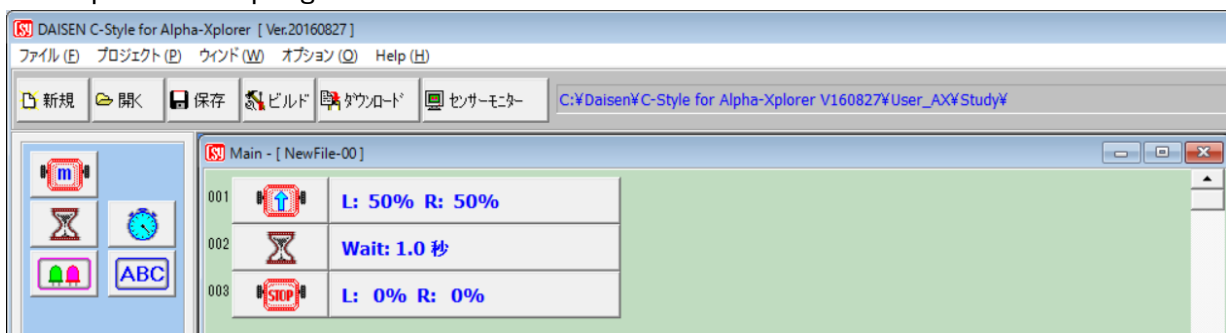 DAISEN C-Style for Alpha-Xplorer [ Ver.20160827 ]
ファイル (F) プロジェクト (P) ウィンド (W) オプション (O) Help (H)
新規 開く 保存 ビルド ダウンロード センサーモニター C:¥Daisen¥C-Style for Alpha-Xplorer V160827¥User_AX¥Study¥
Main - [ NewFile-00 ]
m
ABC
001 L: 50% R: 50%
002 Wait: 1.0 秒
003 STOP L: 0% R: 0%